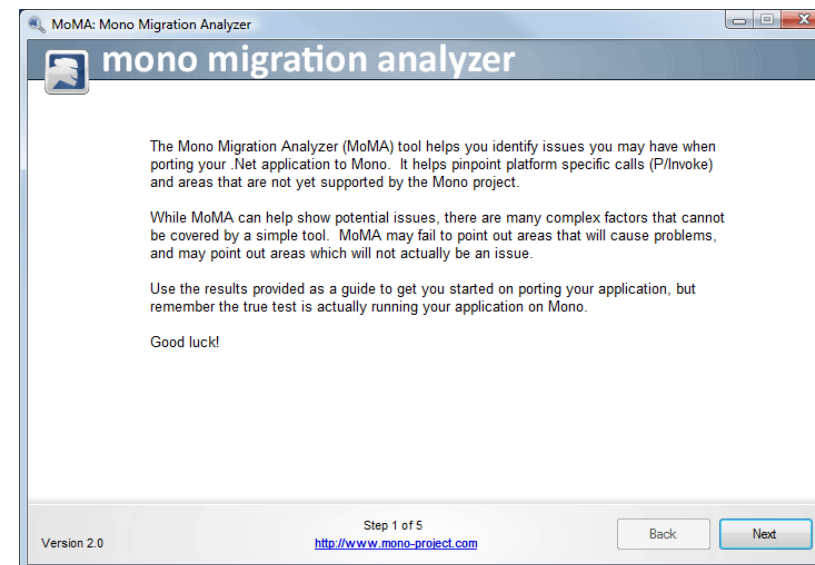 MoMA: Mono Migration Analyzer
mono migration analyzer
The Mono Migration Analyzer (MoMA) tool helps you identify issues you may have when
porting your .Net application to Mono.  It helps pinpoint platform specific calls (P/Invoke)
and areas that are not yet supported by the Mono project.
While MoMA can help show potential issues, there are many complex factors that cannot
be covered by a simple tool.  MoMA may fail to point out areas that will cause problems,
and may point out areas which will not actually be an issue.
Use the results provided as a guide to get you started on porting your application, but
remember the true test is actually running your application on Mono.
Good luck!
Step 1 of 5
Version 2.0
http://www.mono-project.com
Back
Next